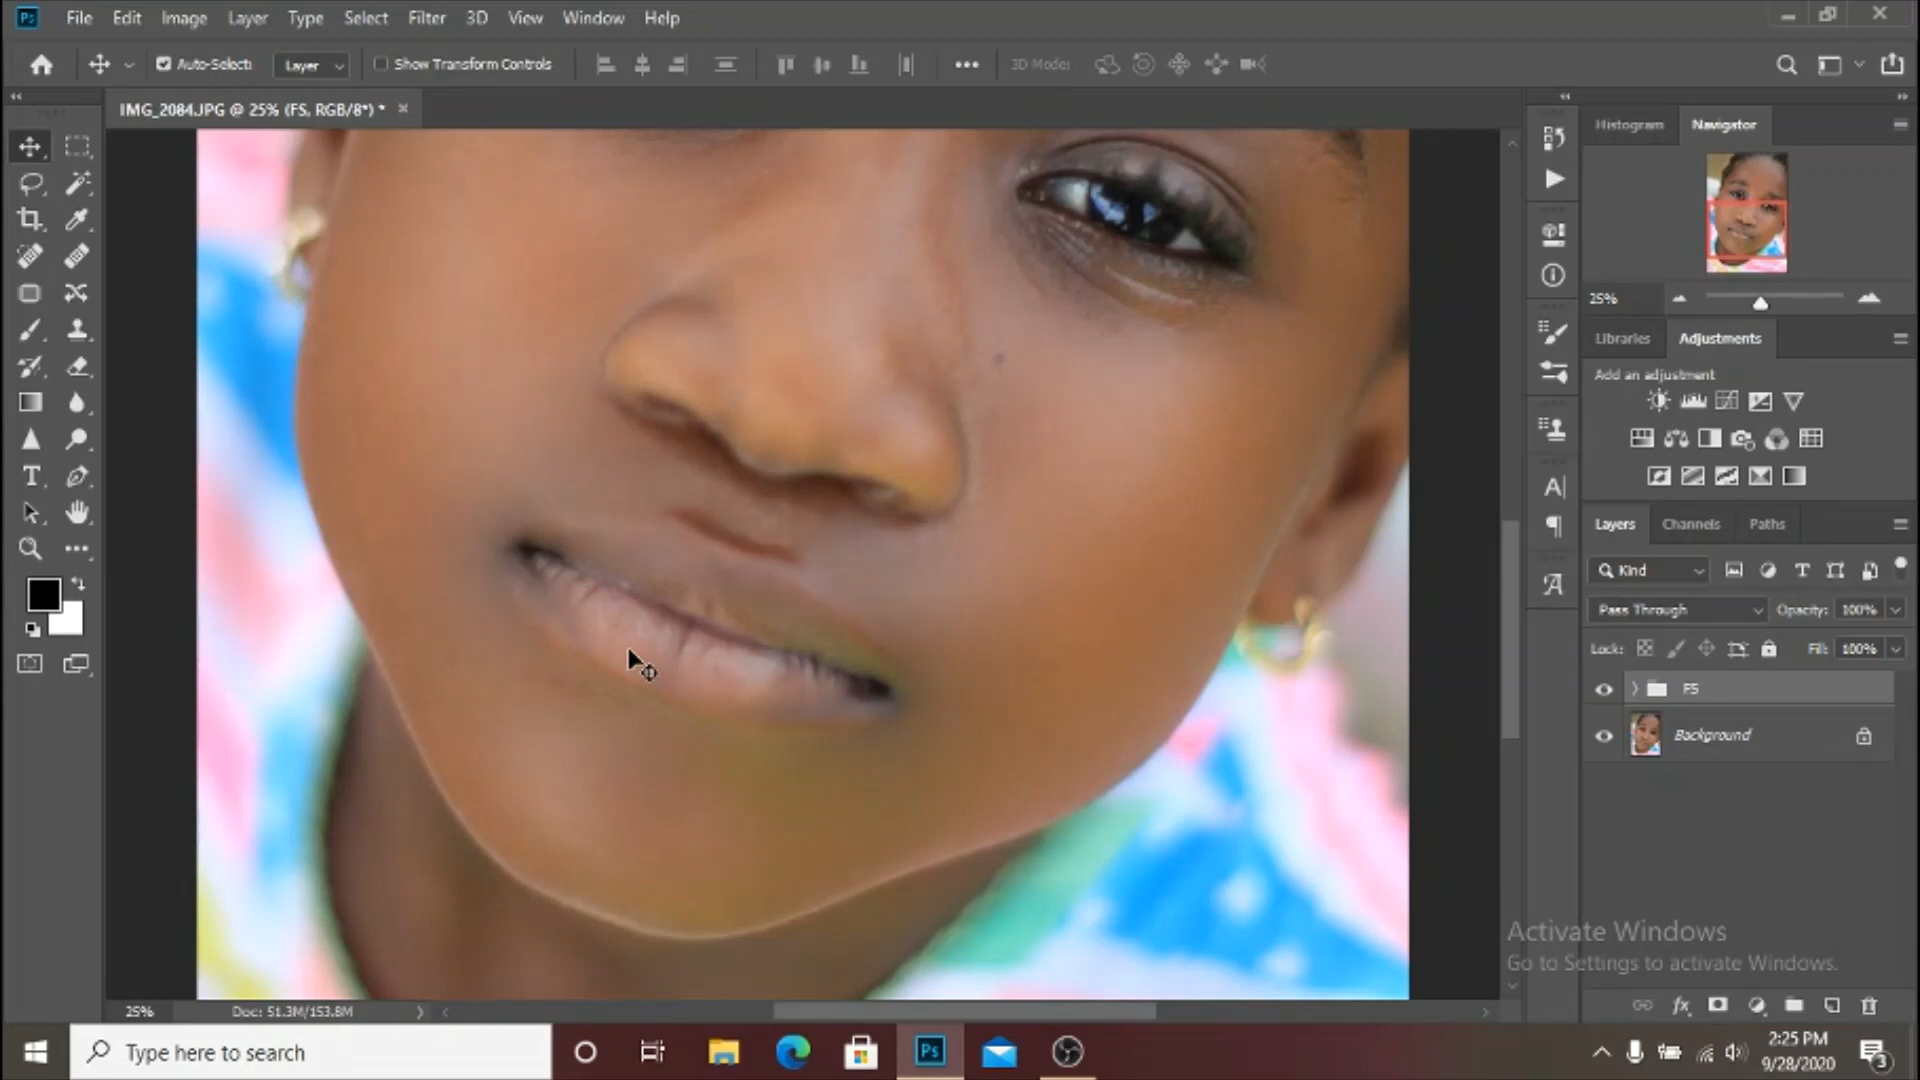 Ps File Edit Image Layer Type Select Filter 3D View Window Help
Auto-Select: Layer Show Transform Controls ••• 3D Mode:
IMG_2084.JPG @ 25% (FS, RGB/8*) * ×
Histogram Navigator
25%
Libraries Adjustments
Add an adjustment
Layers Channels Paths
Kind
Pass Through Opacity: 100%
Lock: Fill: 100%
FS
Background
Activate Windows
Go to Settings to activate Windows.
25% Doc: 51.3M/153.8M
fx
Type here to search
Ps
2:25 PM
9/28/2020
3